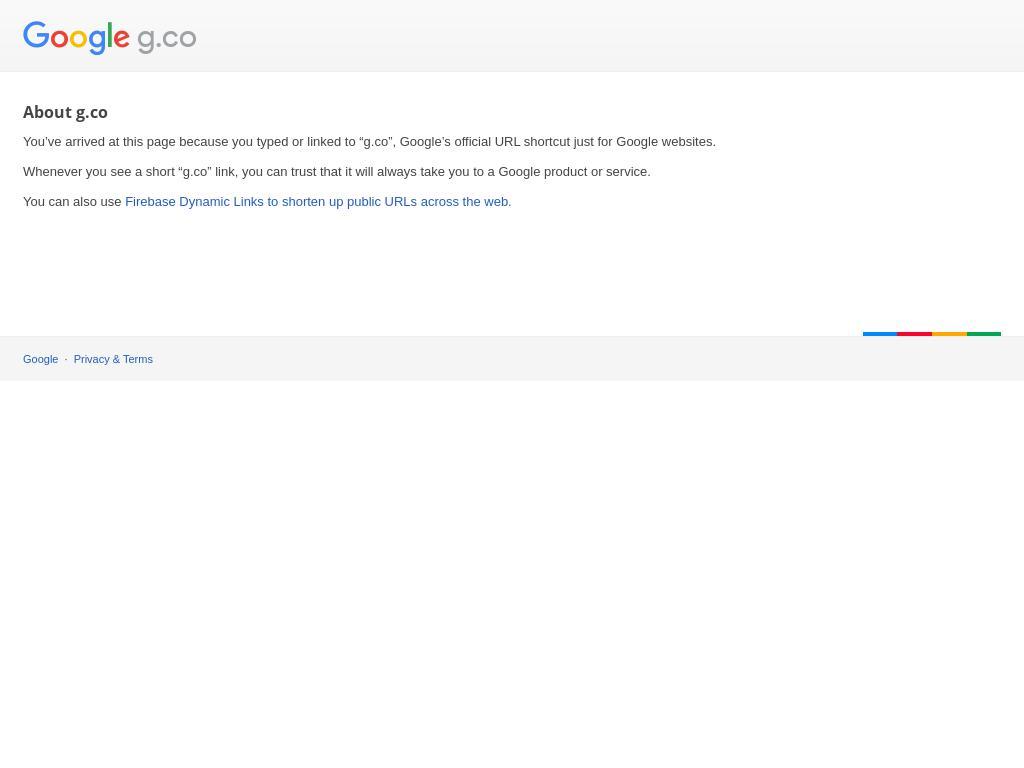 Google g.co
About g.co
You’ve arrived at this page because you typed or linked to “g.co”, Google’s official URL shortcut just for Google websites.
Whenever you see a short “g.co” link, you can trust that it will always take you to a Google product or service.
You can also use Firebase Dynamic Links to shorten up public URLs across the web.
Google · Privacy & Terms